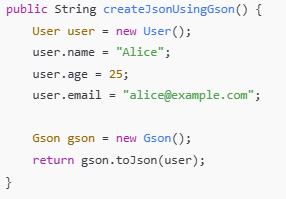 public String createJsonUsingGson() {
    User user = new User();
    user.name = "Alice";
    user.age = 25;
    user.email = "alice@example.com";

    Gson gson = new Gson();
    return gson.toJson(user);
}